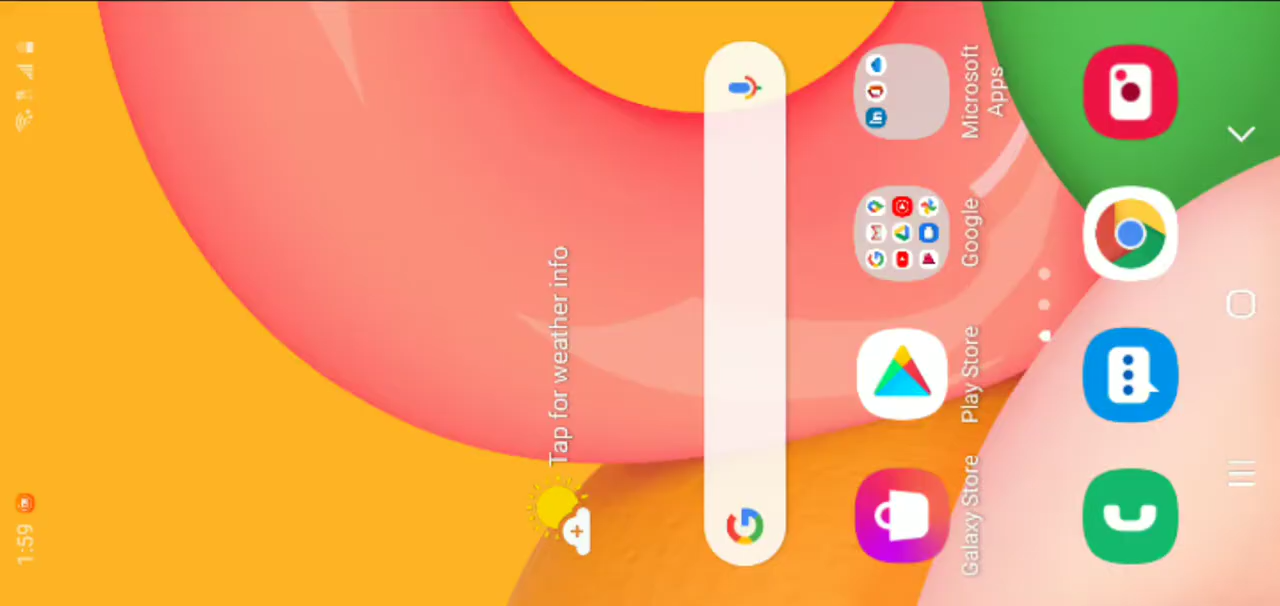 1:59
Tap for weather info
Galaxy Store
Play Store
Google
Microsoft
Apps